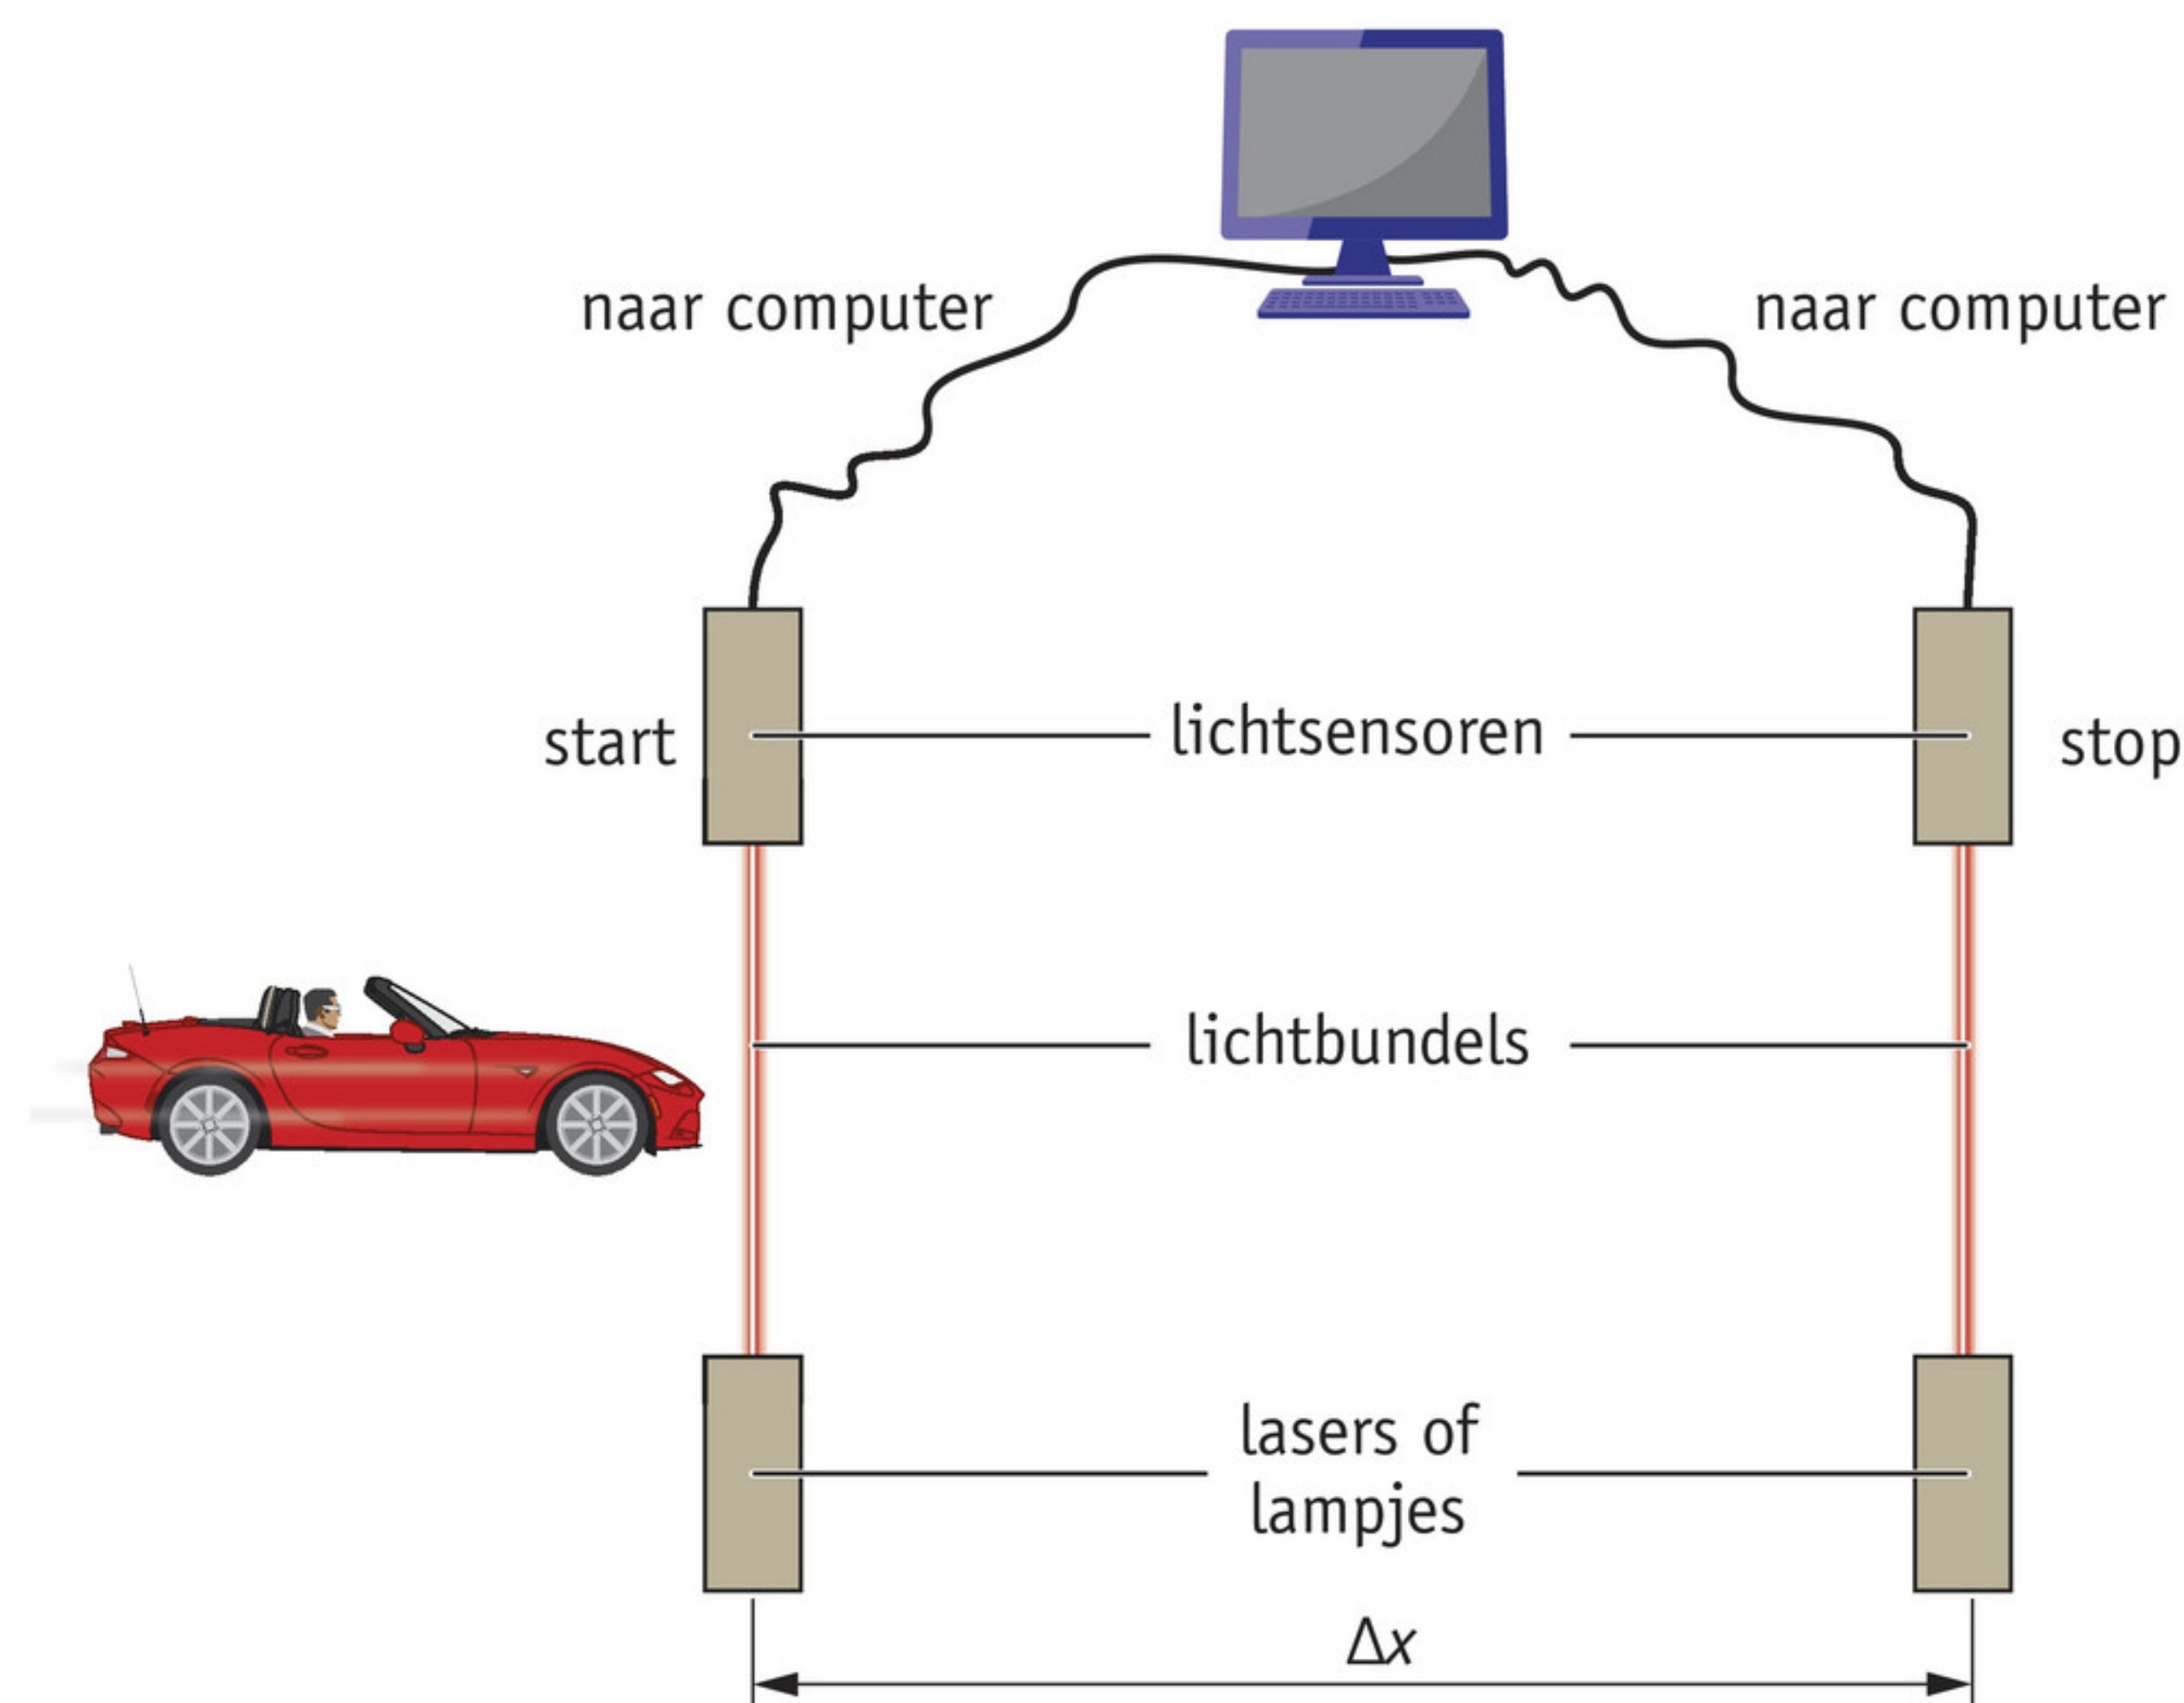 naar computer
naar computer
start
lichtsensoren
stop
lichtbundels
lasers of
lampjes
Δx